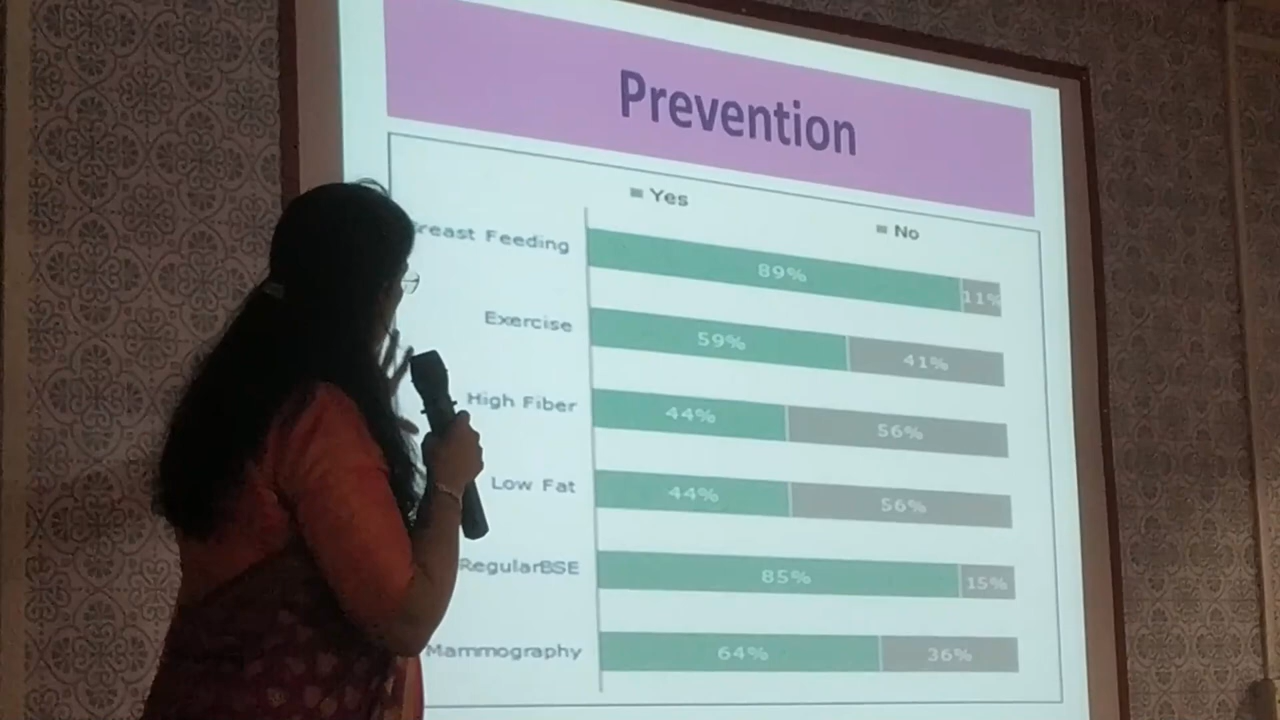 Prevention
Yes No
reast Feeding 89% 11%
Exercise 59% 41%
High Fiber 44% 56%
Low Fat 44% 56%
RegularBSE 85% 15%
Mammography 64% 36%